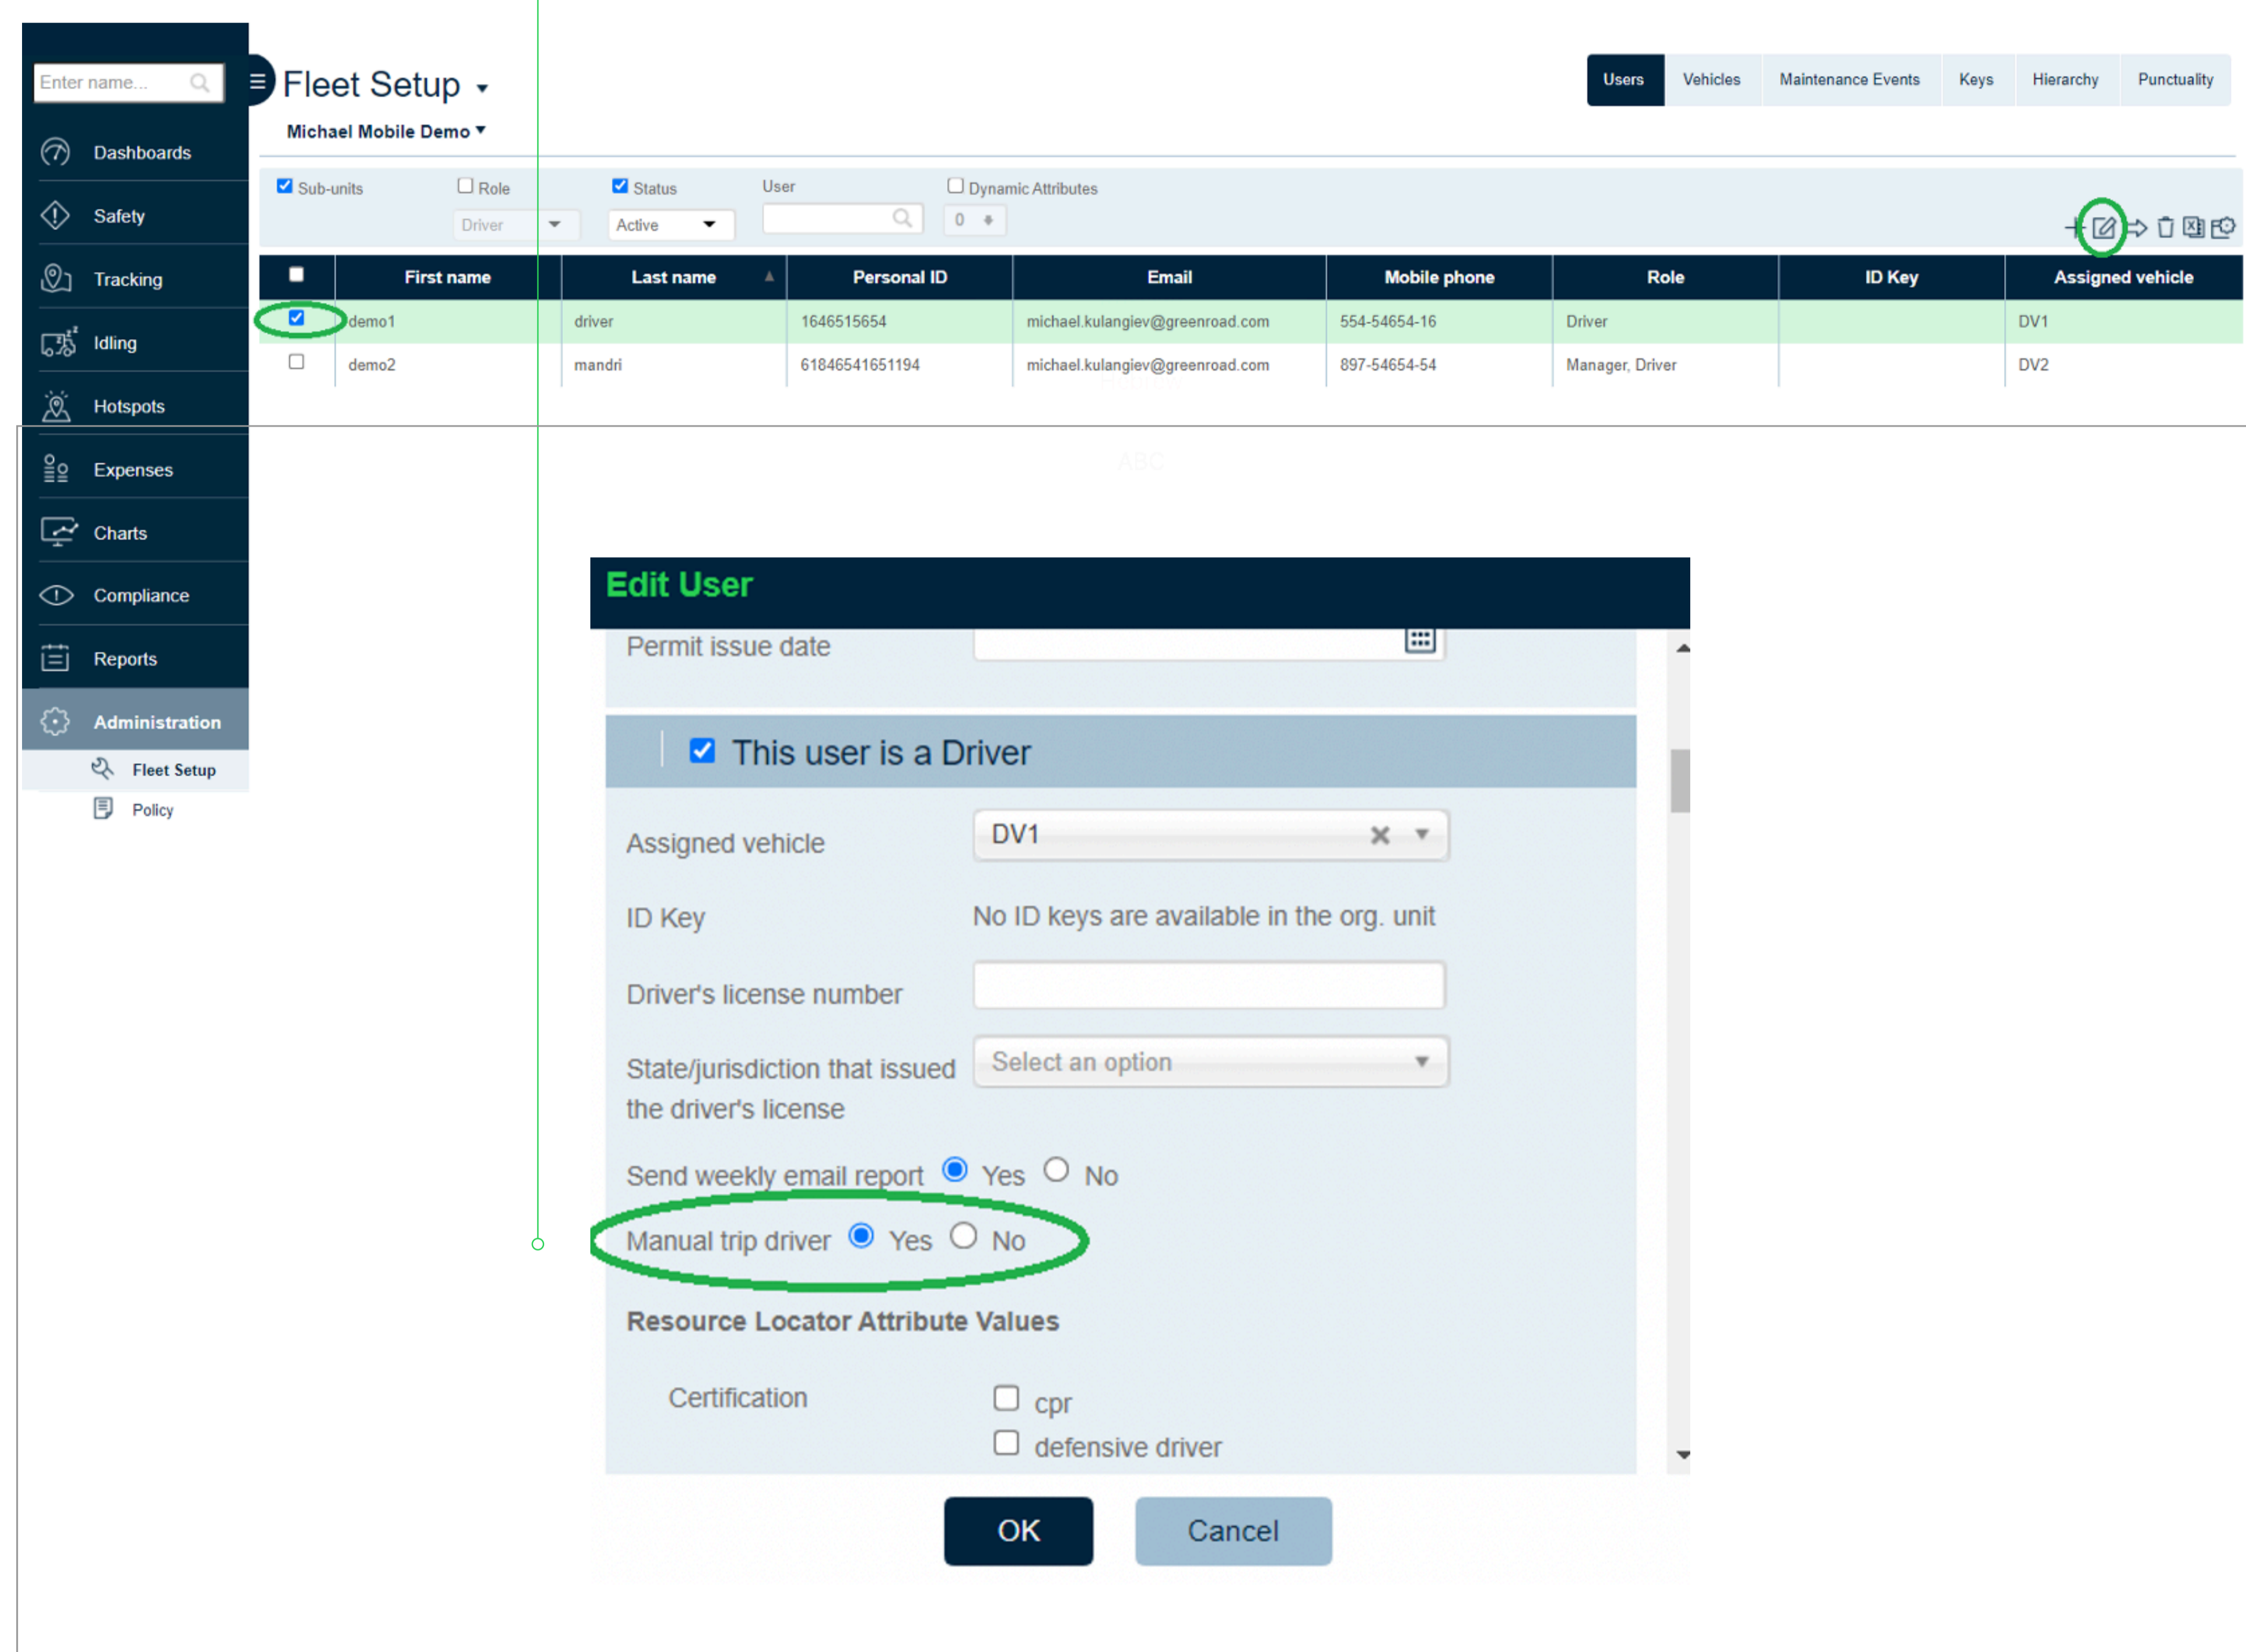 Enter name...
Fleet Setup
Michael Mobile Demo
Users Vehicles Maintenance Events Keys Hierarchy Punctuality
Dashboards
Safety
Tracking
Idling
Hotspots
Expenses
Charts
Compliance
Reports
Administration
Fleet Setup
Policy
Sub-units Role Status User Dynamic Attributes
Driver Active 0
First name Last name Personal ID Email Mobile phone Role ID Key Assigned vehicle
demo1 driver 1646515654 michael.kulangiev@greenroad.com 554-54654-16 Driver DV1
demo2 mandri 61846541651194 michael.kulangiev@greenroad.com 897-54654-54 Manager, Driver DV2
ABC
Edit User
Permit issue date
This user is a Driver
Assigned vehicle DV1
ID Key No ID keys are available in the org. unit
Driver's license number
State/jurisdiction that issued Select an option
the driver's license
Send weekly email report Yes No
Manual trip driver Yes No
Resource Locator Attribute Values
Certification cpr
defensive driver
OK Cancel